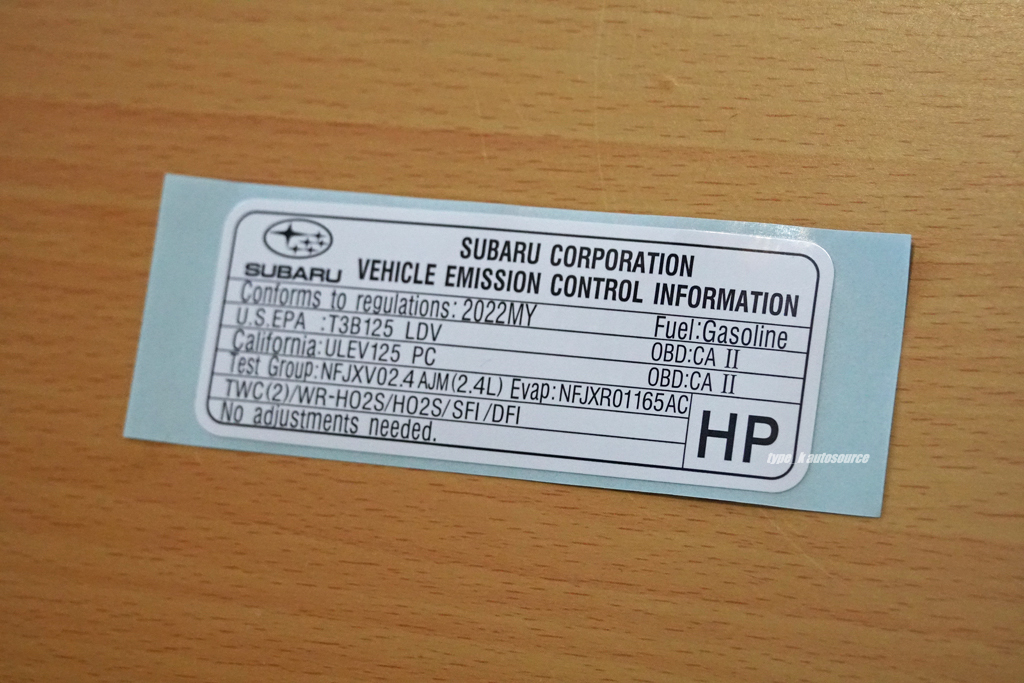 SUBARU
SUBARU CORPORATION
VEHICLE EMISSION CONTROL INFORMATION
Conforms to regulations: 2022MY Fuel:Gasoline
U.S.EPA :T3B125 LDV OBD:CA II
California:ULEV125 PC OBD:CA II
Test Group:NFJXV02.4AJM(2.4L) Evap:NFJXR01165AC
TWC(2)/WR-HO2S/HO2S/SFI/DFI
No adjustments needed.
HP
type_k autosource